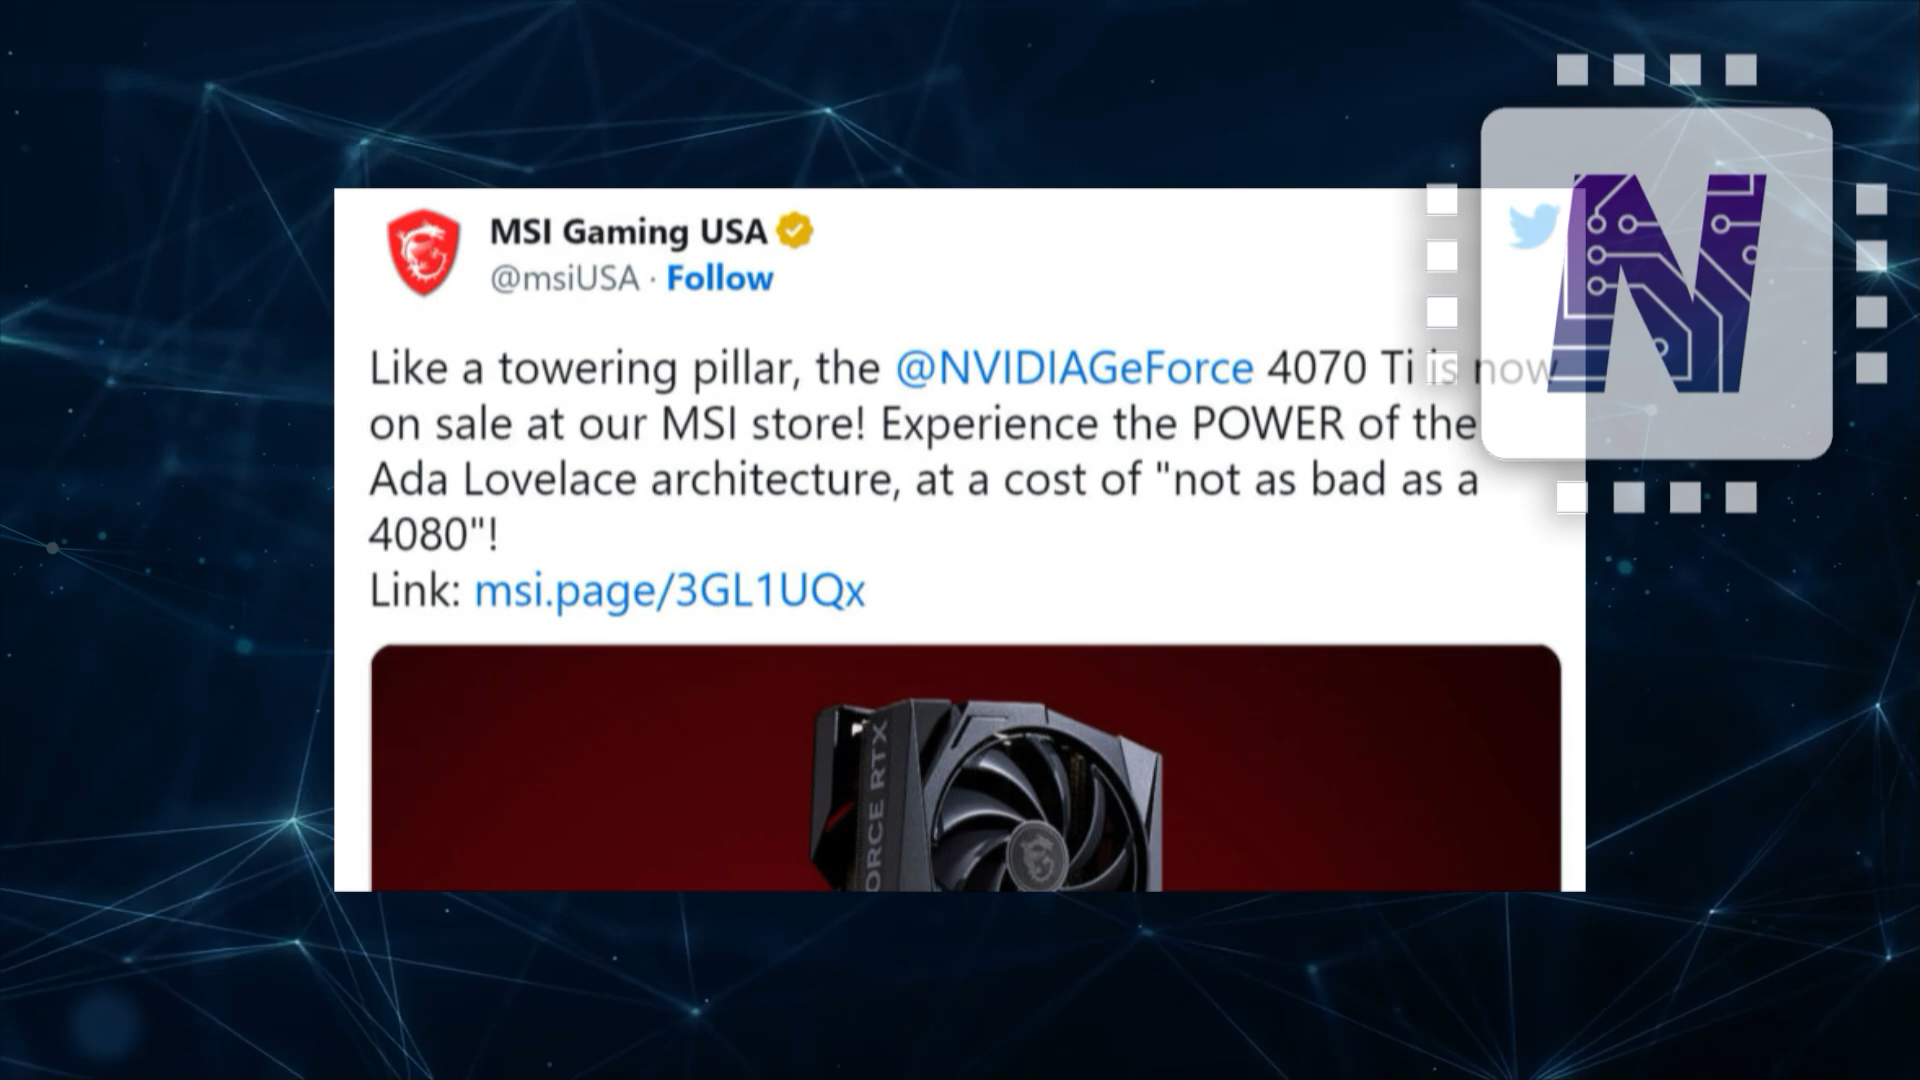 MSI Gaming USA
@msiUSA · Follow
Like a towering pillar, the @NVIDIAGeForce 4070 Ti is now
on sale at our MSI store! Experience the POWER of the
Ada Lovelace architecture, at a cost of "not as bad as a
4080"!
Link: msi.page/3GL1UQx
FORCE RTX
N